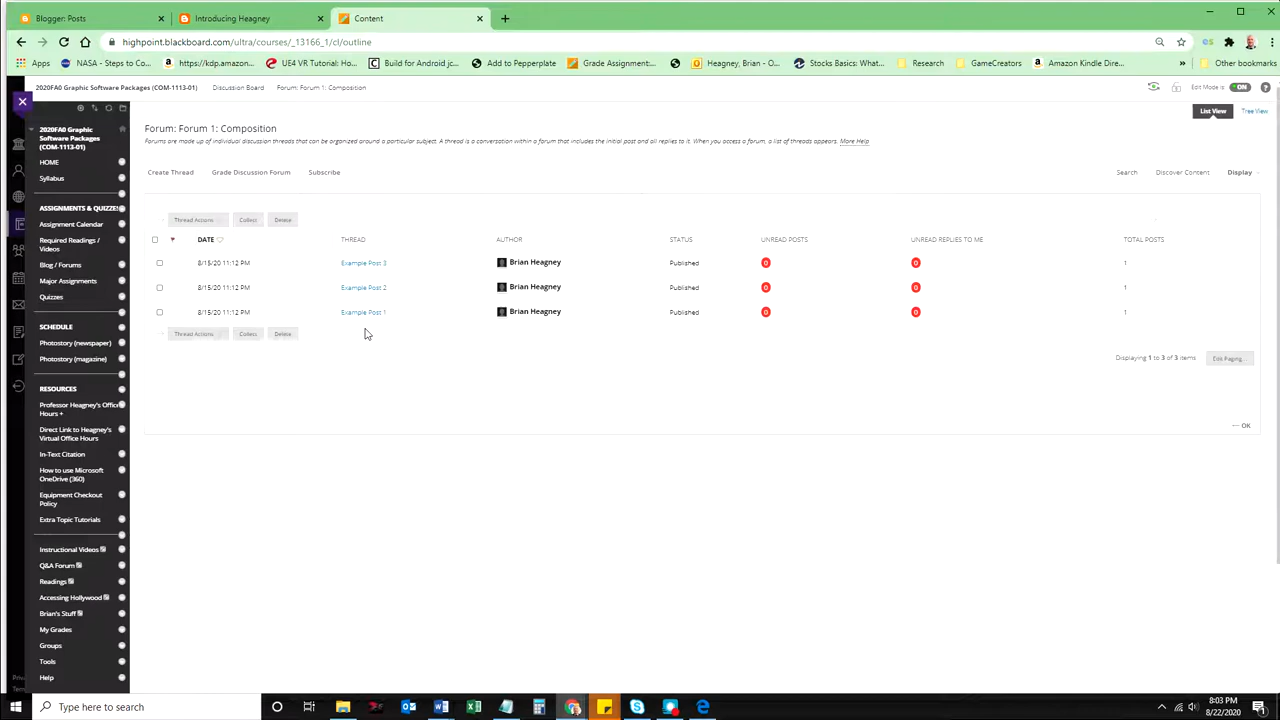 Blogger: Posts
Introducing Heagney
Content
highpoint.blackboard.com/ultra/courses/_13166_1/cl/outline
Apps
NASA - Steps to Co...
https://kdp.amazon...
UE4 VR Tutorial: Ho...
Build for Android.jc...
Add to Pepperplate
Grade Assignment:...
Heagney, Brian - O...
Stocks Basics: Wh...
Research
GameCreators
Amazon Kindle Dire...
Other bookmarks
2020FA0 Graphic Software Packages (COM-1113-01)
Discussion Board
Forum: Forum 1: Composition
Edit Mode is:
ON
List View
Tree View
2020FA0 Graphic
Software Packages
(COM-1113-01)
HOME
Syllabus
ASSIGNMENTS & QUIZZES
Assignment Calendar
Required Readings /
Videos
Blog / Forums
Major Assignments
Quizzes
SCHEDULE
Photostory (newspaper)
Photostory (magazine)
RESOURCES
Professor Heagney's Office
Hours +
Direct Link to Heagney's
Virtual Office Hours
In-Text Citation
How to use Microsoft
OneDrive (360)
Equipment Checkout
Policy
Extra Topic Tutorials
Instructional Videos
Q&A Forum
Readings
Accessing Hollywood
Brian's Stuff
My Grades
Groups
Tools
Help
Forum: Forum 1: Composition
Forums are made up of individual discussion threads that can be organized around a particular subject. A thread is a conversation within a forum that includes the initial post and all replies to it. When you access a forum, a list of threads appears. More Help
Create Thread
Grade Discussion Forum
Subscribe
Search
Discover Content
Display
Thread Actions
Collect
Delete
DATE
THREAD
AUTHOR
STATUS
UNREAD POSTS
UNREAD REPLIES TO ME
TOTAL POSTS
8/15/20 11:12 PM
Example Post 3
Brian Heagney
Published
0
0
1
8/15/20 11:12 PM
Example Post 2
Brian Heagney
Published
0
0
1
8/15/20 11:12 PM
Example Post 1
Brian Heagney
Published
0
0
1
Thread Actions
Collect
Delete
Displaying 1 to 3 of 3 items
Edit Paging...
OK
Type here to search
8:03 PM
8/22/2020